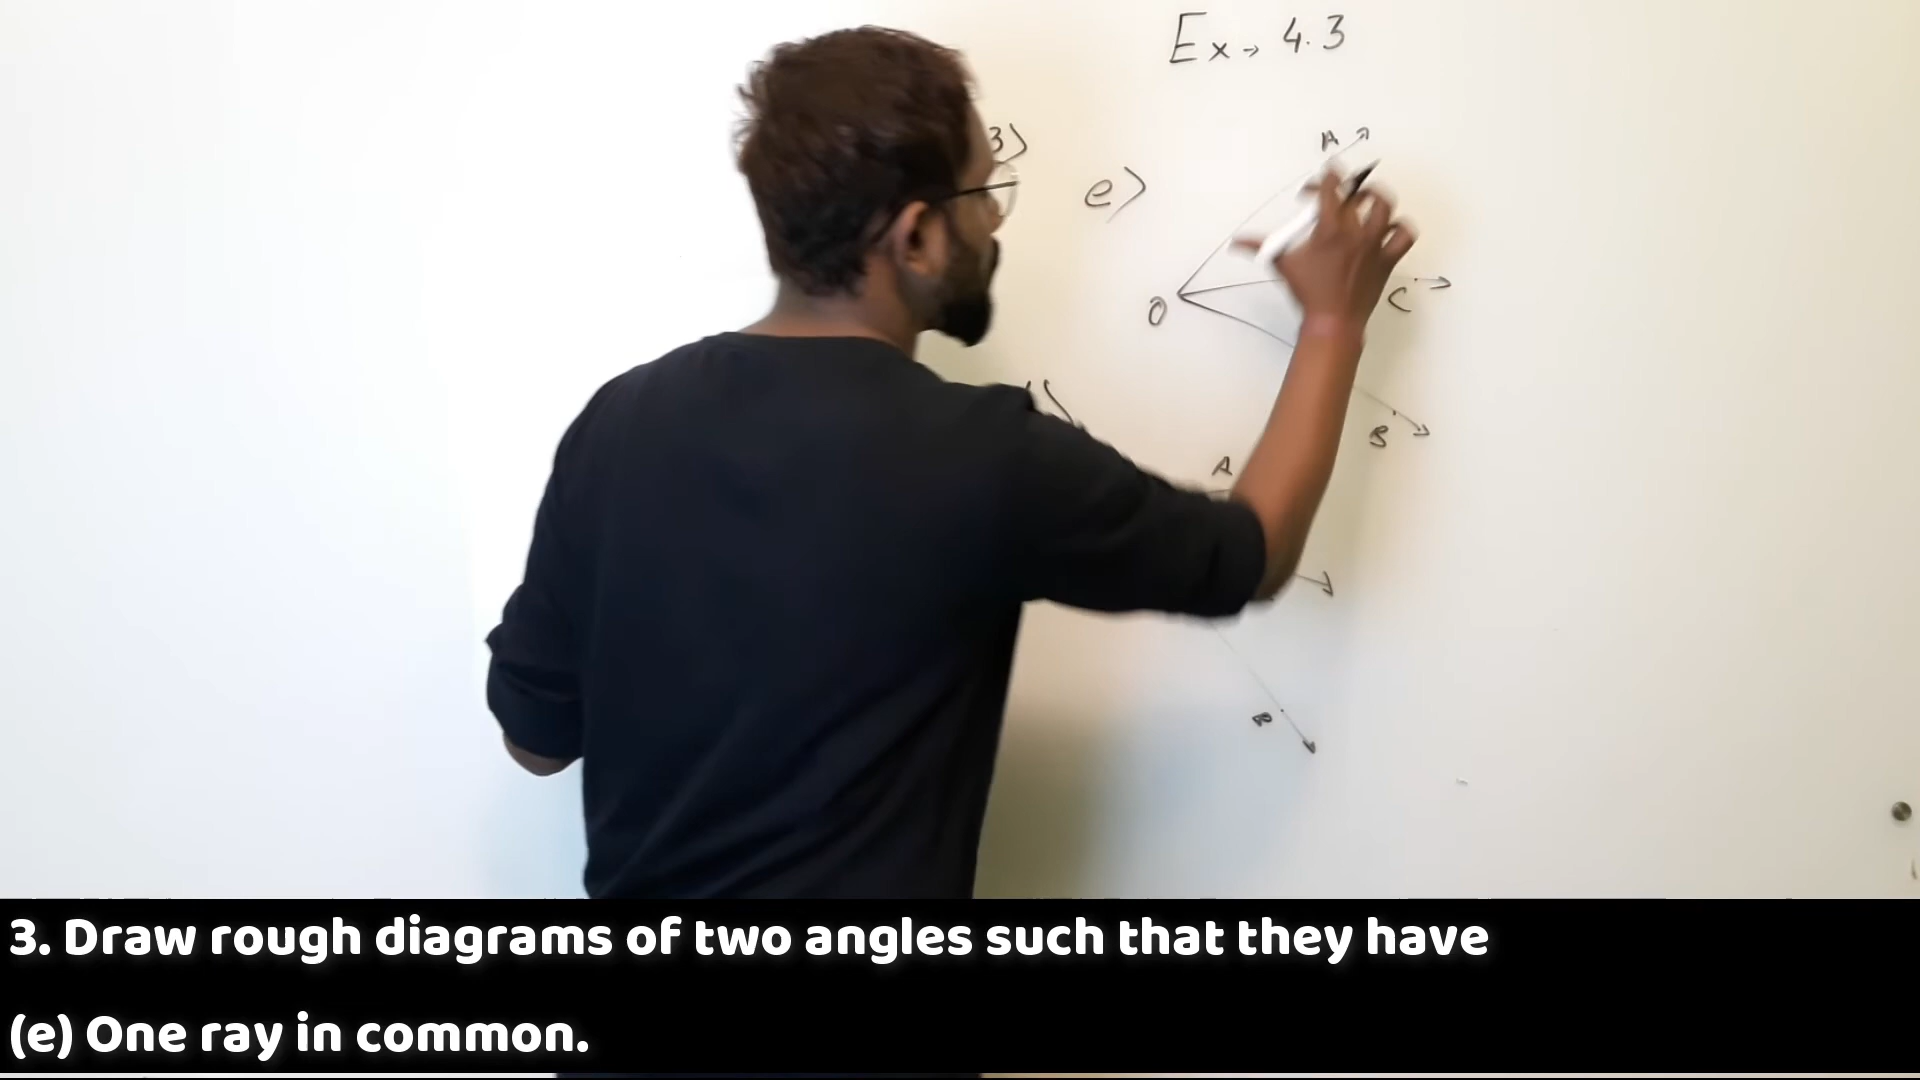 Ex → 4.3
3)
e)
A
O
C
B
A
B
3. Draw rough diagrams of two angles such that they have
(e) One ray in common.